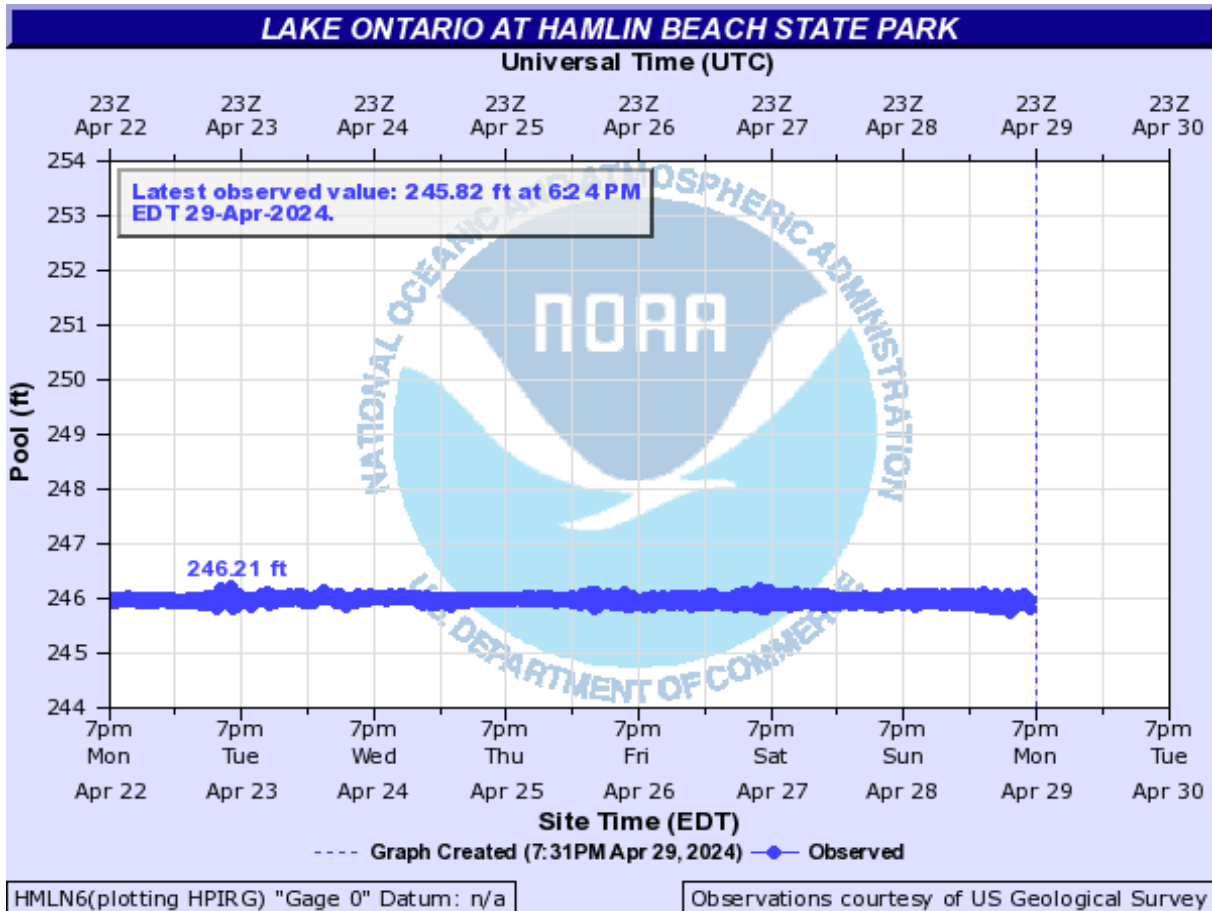 LAKE ONTARIO AT HAMLIN BEACH STATE PARK
Universal Time (UTC)
23Z 23Z 23Z 23Z 23Z 23Z 23Z 23Z 23Z
Apr 22 Apr 23 Apr 24 Apr 25 Apr 26 Apr 27 Apr 28 Apr 29 Apr 30
Latest observed value: 245.82 ft at 6:24 PM
EDT 29-Apr-2024.
NATIONAL OCEANIC AND ATMOSPHERIC ADMINISTRATION
NOAA
U.S. DEPARTMENT OF COMMERCE
Pool (ft)
254
253
252
251
250
249
248
247
246
245
244
246.21 ft
7pm 7pm 7pm 7pm 7pm 7pm 7pm 7pm 7pm
Mon Tue Wed Thu Fri Sat Sun Mon Tue
Apr 22 Apr 23 Apr 24 Apr 25 Apr 26 Apr 27 Apr 28 Apr 29 Apr 30
Site Time (EDT)
Graph Created (7:31PM Apr 29, 2024) Observed
HMLN6(plotting HPIRG) "Gage 0" Datum: n/a
Observations courtesy of US Geological Survey